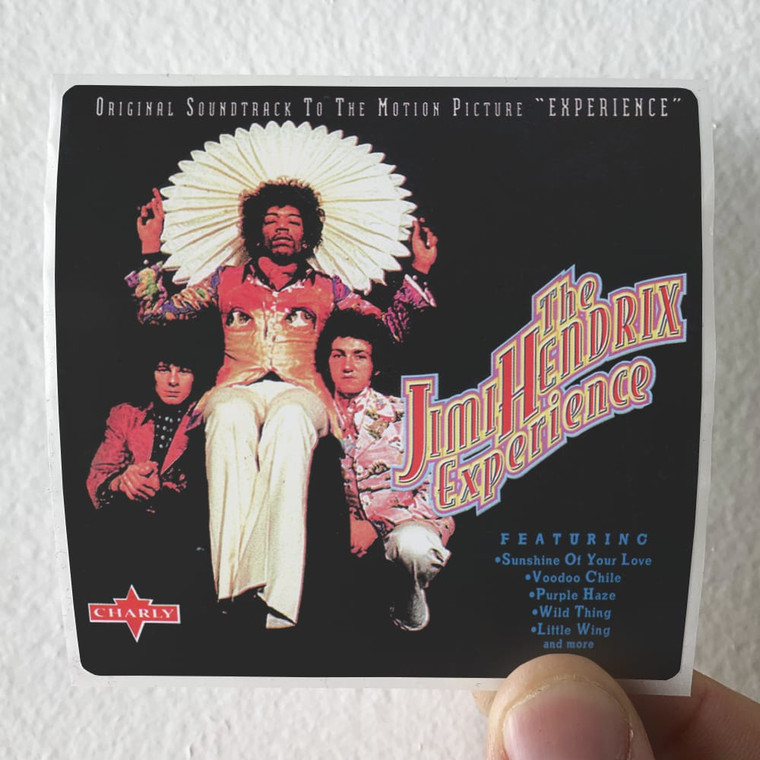 ORIGINAL SOUNDTRACK TO THE MOTION PICTURE "EXPERIENCE"
The
JIMI HENDRIX
Experience
FEATURING
•Sunshine Of Your Love
•Voodoo Chile
•Purple Haze
•Wild Thing
•Little Wing
and more
CHARLY